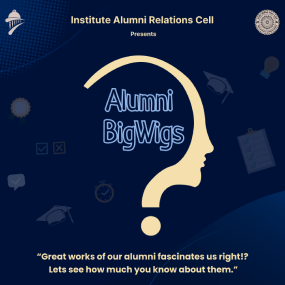 Institute Alumni Relations Cell
Presents
Alumni
BigWigs
“Great works of our alumni fascinates us right!?
Lets see how much you know about them.”